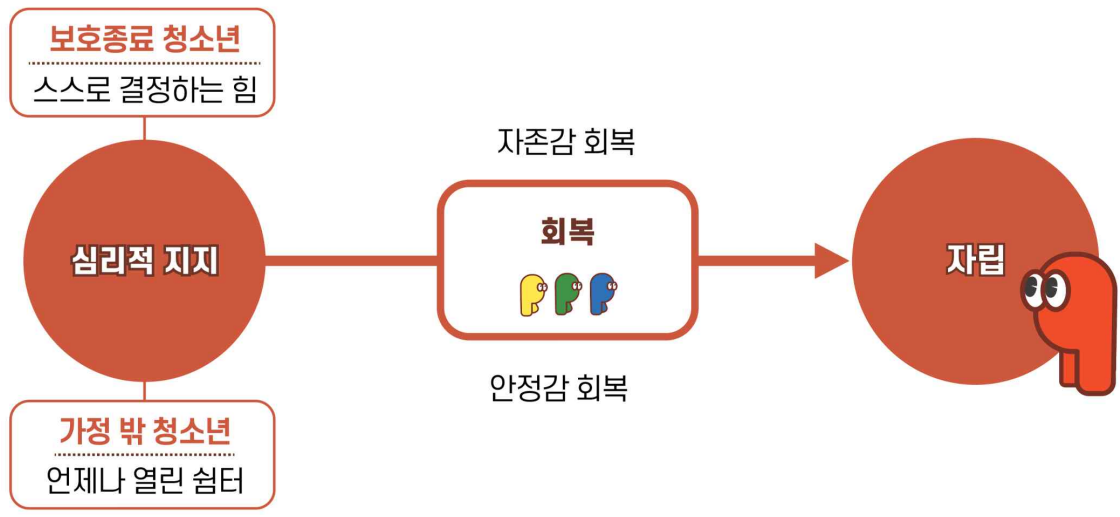 보호종료 청소년
스스로 결정하는 힘
심리적 지지
가정 밖 청소년
언제나 열린 쉼터
자존감 회복
회복
안정감 회복
자립